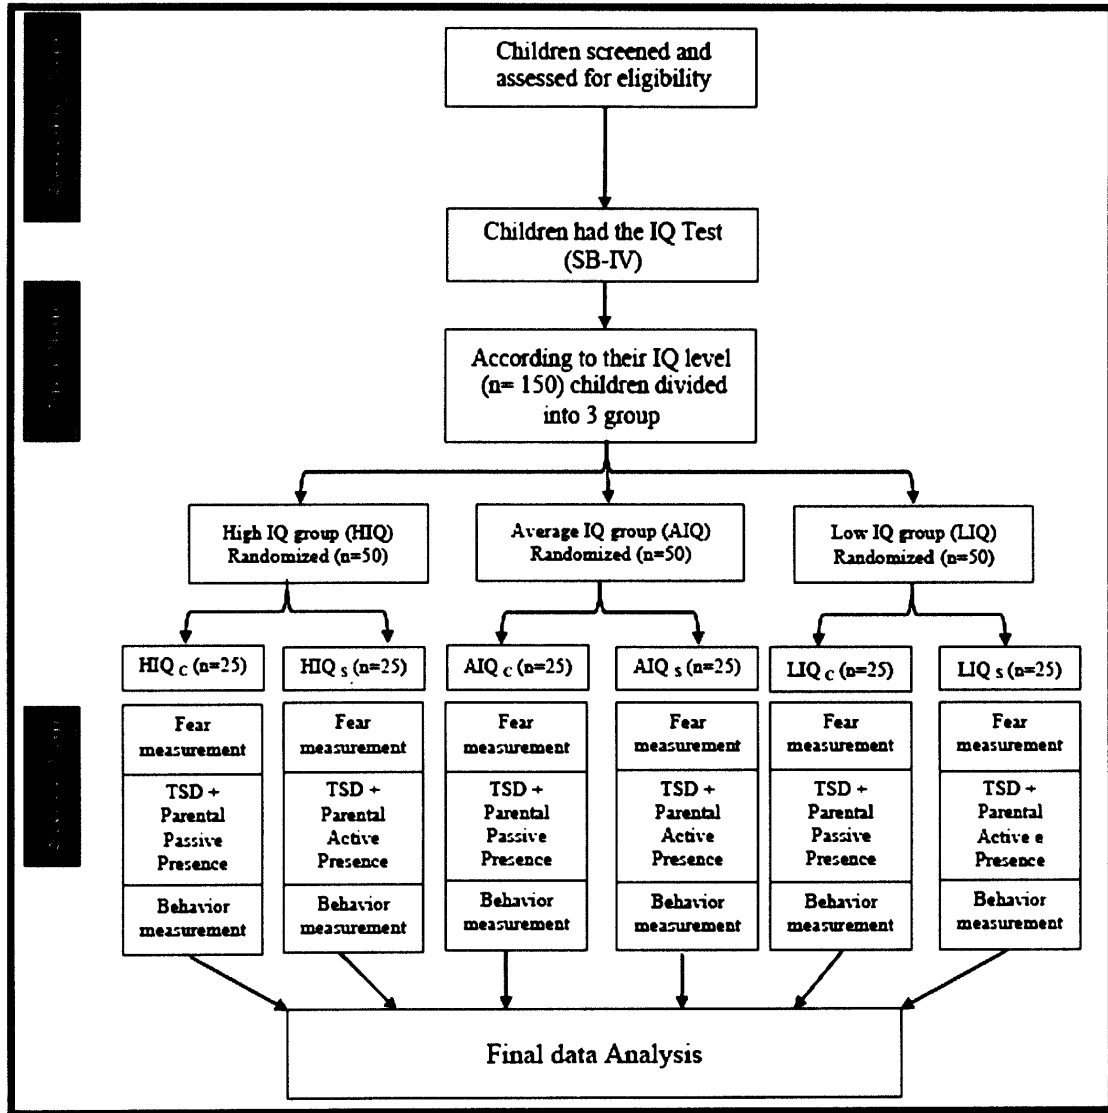 Children screened and
assessed for eligibility
Children had the IQ Test
(SB-IV)
According to their IQ level
(n= 150) children divided
into 3 group
High IQ group (HIQ)
Randomized (n=50)
Average IQ group (AIQ)
Randomized (n=50)
Low IQ group (LIQ)
Randomized (n=50)
HIQ C (n=25)
HIQ S (n=25)
AIQ C (n=25)
AIQ S (n=25)
LIQ C (n=25)
LIQ S (n=25)
Fear
measurement
TSD +
Parental
Passive
Presence
Behavior
measurement
Fear
measurement
TSD +
Parental
Active
Presence
Behavior
measurement
Fear
measurement
TSD +
Parental
Passive
Presence
Behavior
measurement
Fear
measurement
TSD +
Parental
Active
Presence
Behavior
measurement
Fear
measurement
TSD +
Parental
Passive
Presence
Behavior
measurement
Fear
measurement
TSD +
Parental
Active e
Presence
Behavior
measurement
Final data Analysis